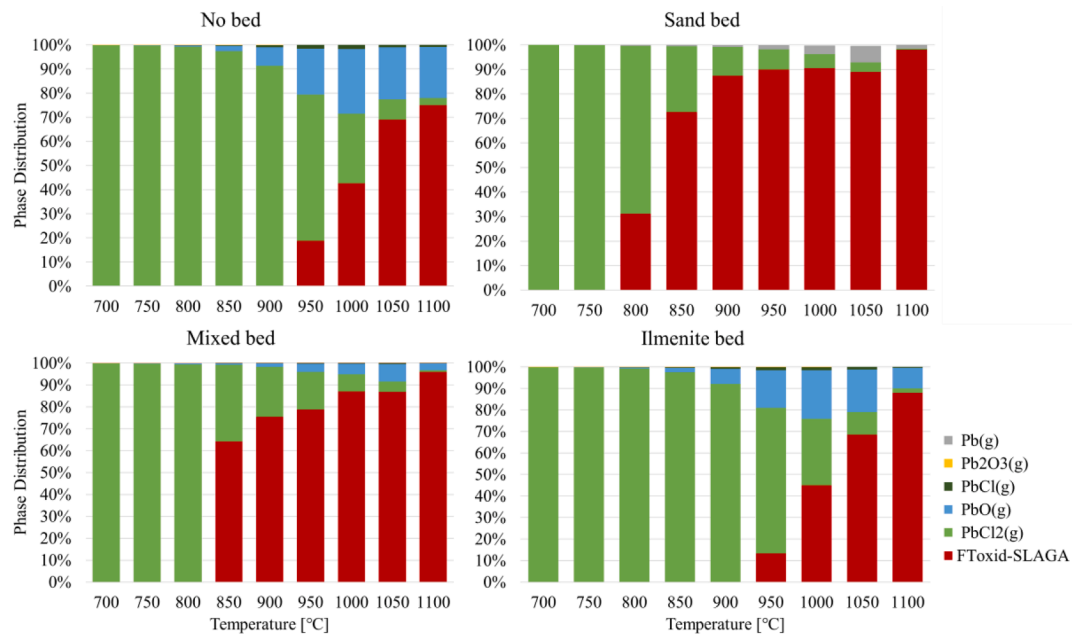 No bed
Phase Distribution
100%
90%
80%
70%
60%
50%
40%
30%
20%
10%
0%
700 750 800 850 900 950 1000 1050 1100
Sand bed
100%
90%
80%
70%
60%
50%
40%
30%
20%
10%
0%
700 750 800 850 900 950 1000 1050 1100
Mixed bed
Phase Distribution
100%
90%
80%
70%
60%
50%
40%
30%
20%
10%
0%
700 750 800 850 900 950 1000 1050 1100
Temperature [°C]
Ilmenite bed
100%
90%
80%
70%
60%
50%
40%
30%
20%
10%
0%
700 750 800 850 900 950 1000 1050 1100
Temperature [°C]
Pb(g)
Pb2O3(g)
PbCl(g)
PbO(g)
PbCl2(g)
FToxid-SLAGA